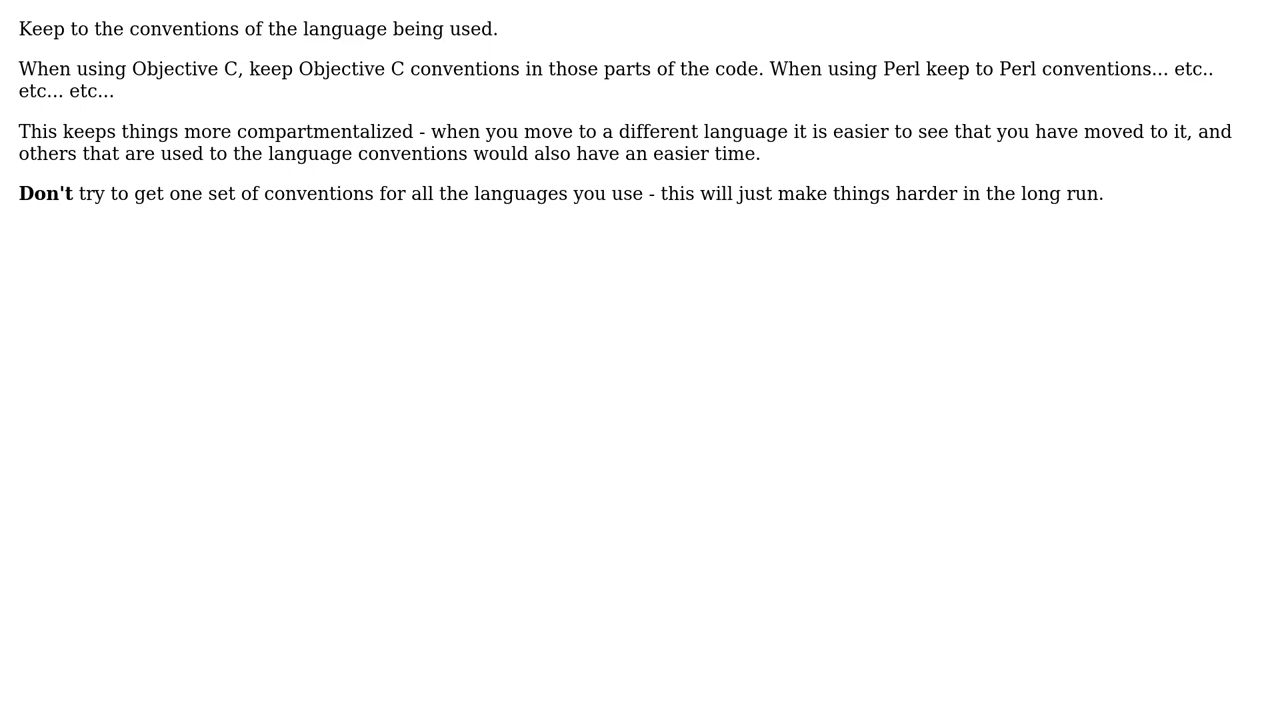 Keep to the conventions of the language being used.
When using Objective C, keep Objective C conventions in those parts of the code. When using Perl keep to Perl conventions... etc..
etc... etc...
This keeps things more compartmentalized - when you move to a different language it is easier to see that you have moved to it, and
others that are used to the language conventions would also have an easier time.
Don't try to get one set of conventions for all the languages you use - this will just make things harder in the long run.